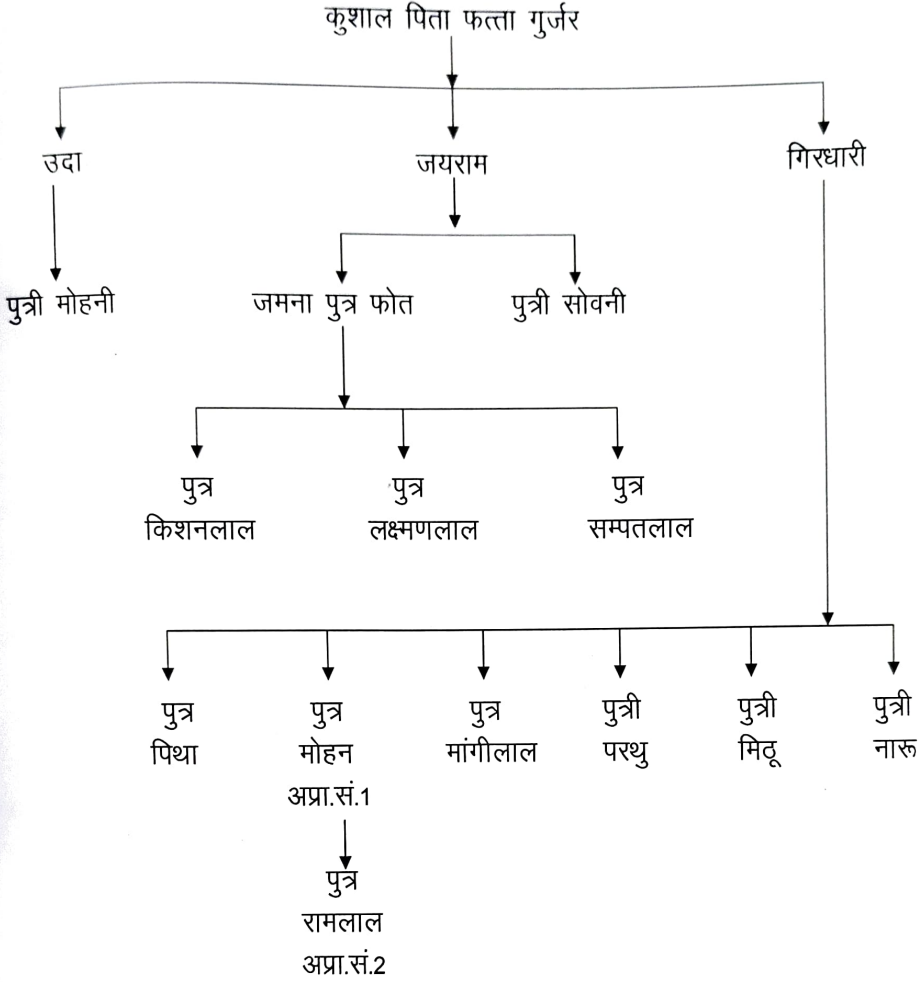 कुशाल पिता फत्ता गुर्जर
उदा
जयराम
गिरधारी
पुत्री मोहनी
जमना पुत्र फोत
पुत्री सोवनी
पुत्र
किशनलाल
पुत्र
लक्ष्मणलाल
पुत्र
सम्पतलाल
पुत्र
पिथा
पुत्र
मोहन
अप्रा.सं.1
पुत्र
मांगीलाल
पुत्री
परथु
पुत्री
मिठू
पुत्री
नारू
पुत्र
रामलाल
अप्रा.सं.2